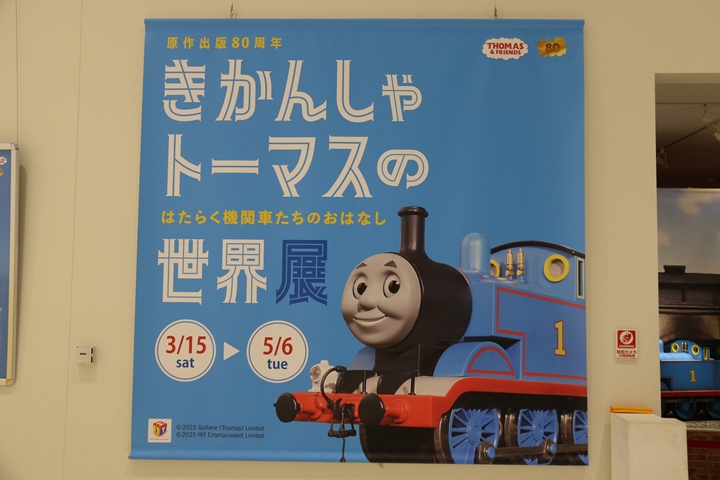 原作出版80周年
THOMAS
& FRIENDS
80
きかんしゃ
トーマスの
はたらく機関車たちのおはなし
世界展
3/15
sat
5/6
tue
1
1
©2025 Gullane (Thomas) Limited.
©2025 HIT Entertainment Limited.